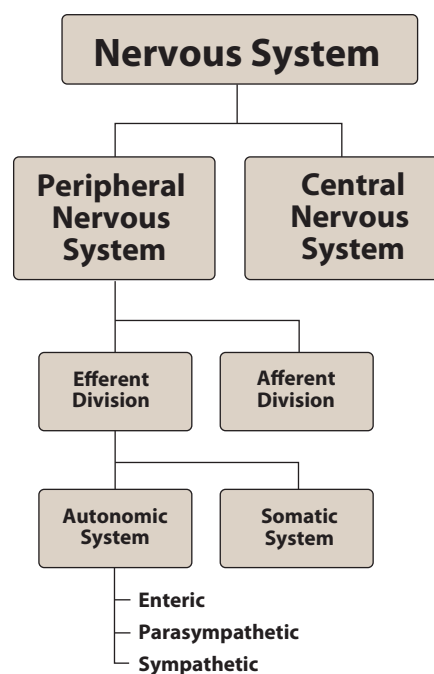 Nervous System
Peripheral
Nervous
System
Central
Nervous
System
Efferent
Division
Afferent
Division
Autonomic
System
Somatic
System
Enteric
Parasympathetic
Sympathetic